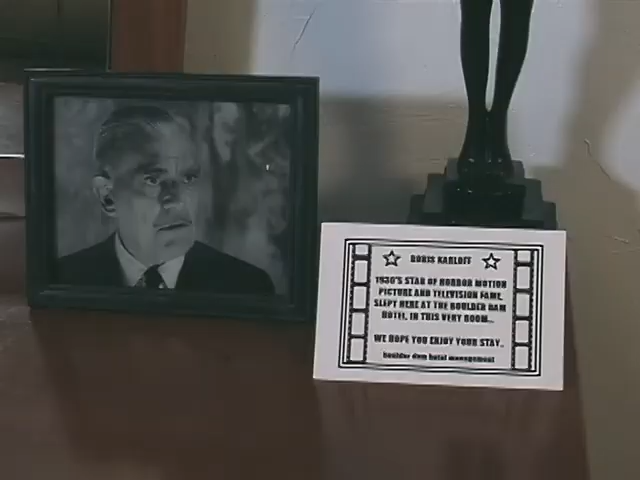 BORIS KARLOFF
1930'S STAR OF HORROR MOTION
PICTURE AND TELEVISION FAME,
SLEPT HERE AT THE BOULDER DAM
HOTEL, IN THIS VERY ROOM...
WE HOPE YOU ENJOY YOUR STAY..
boulder dam hotel management